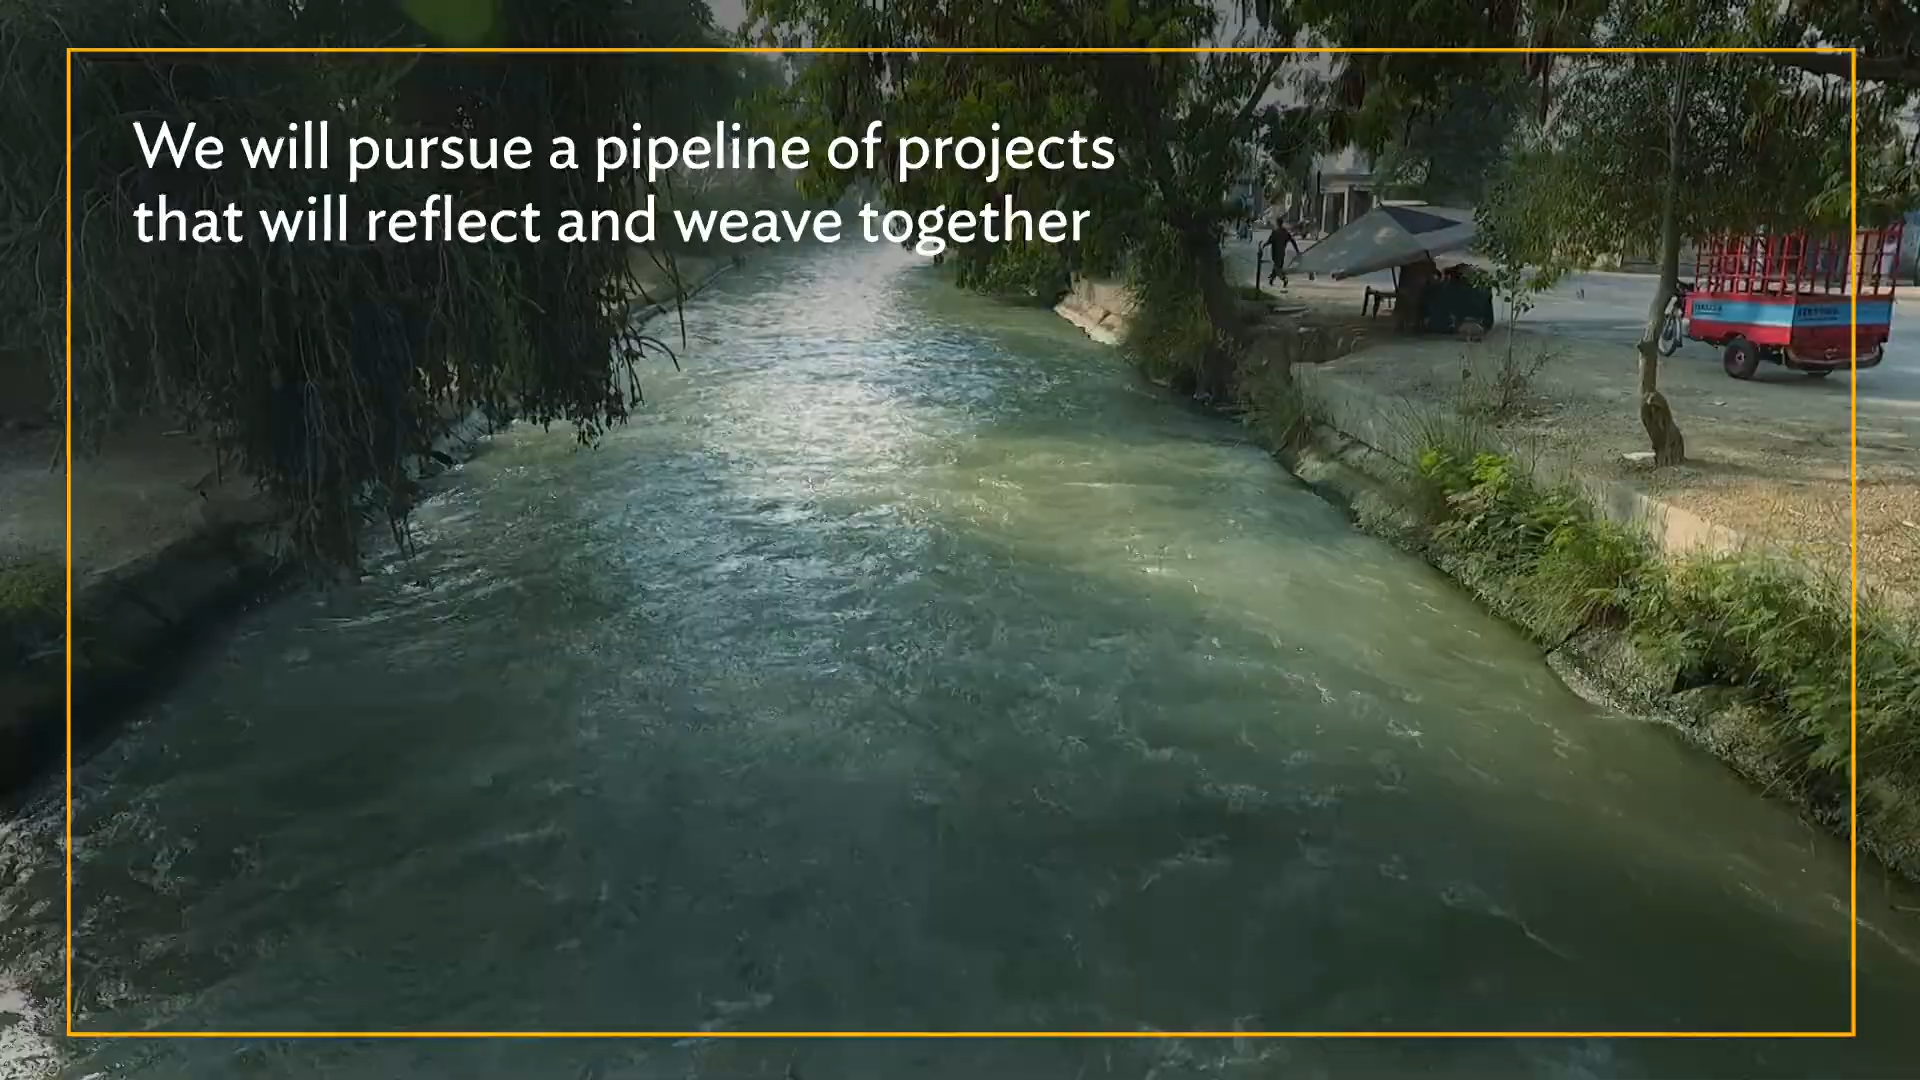 We will pursue a pipeline of projects
that will reflect and weave together